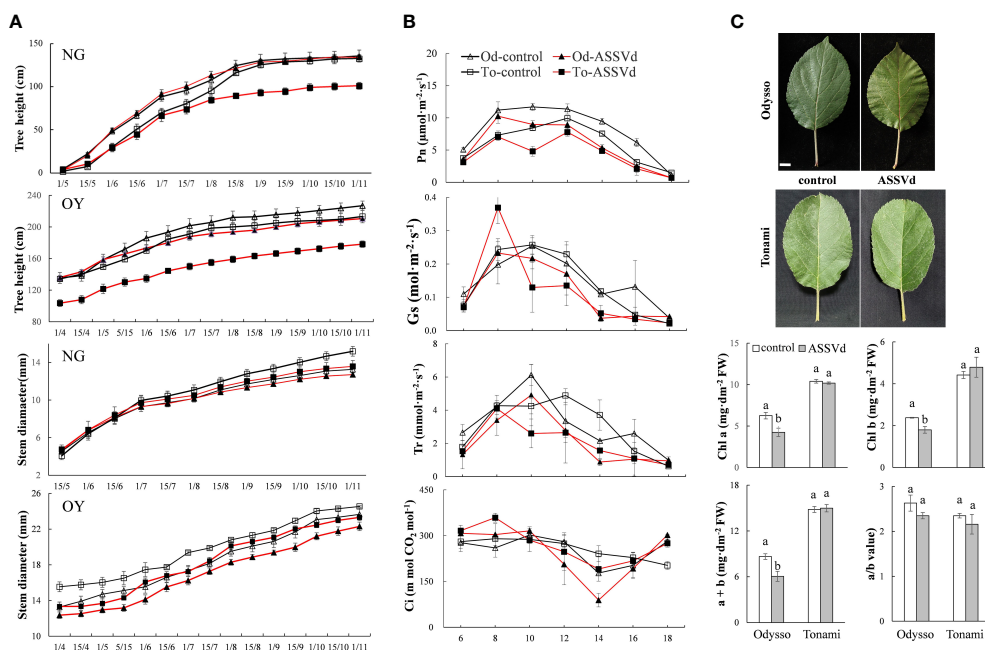 A
NG
Tree height (cm)
150
100
50
0
1/5 15/5 1/6 15/6 1/7 15/7 1/8 15/8 1/9 15/9 1/10 15/10 1/11
OY
Tree height (cm)
240
200
160
120
80
1/4 15/4 1/5 5/15 1/6 15/6 1/7 15/7 1/8 15/8 1/9 15/9 1/10 15/10 1/11
NG
Stem diamaeter(mm)
14
10
6
2
15/5 1/6 15/6 1/7 15/7 1/8 15/8 1/9 15/9 1/10 15/10 1/11
OY
Stem diameter (mm)
26
22
18
14
10
1/4 15/4 1/5 5/15 1/6 15/6 1/7 15/7 1/8 15/8 1/9 15/9 1/10 15/10 1/11
B
Od-control Od-ASSVd
To-control To-ASSVd
Pn (μmol·m⁻²·s⁻¹)
20
15
10
5
0
Gs (mol·m⁻²·s⁻¹)
0.4
0.3
0.2
0.1
0.0
Tr (mmol·m⁻²·s⁻¹)
8
6
4
2
0
Ci (m mol CO₂ mol⁻¹)
450
300
150
0
6 8 10 12 14 16 18
C
Odysso
control ASSVd
Tonami
control ASSVd
Chl a (mg·dm⁻² FW)
15
10
5
0
a b a a
Chl b (mg·dm⁻² FW)
6
4
2
0
a b a a
a + b (mg·dm⁻² FW)
18
12
6
0
a b a a
Odysso Tonami
a/b value
3
2
1
0
a a a a
Odysso Tonami